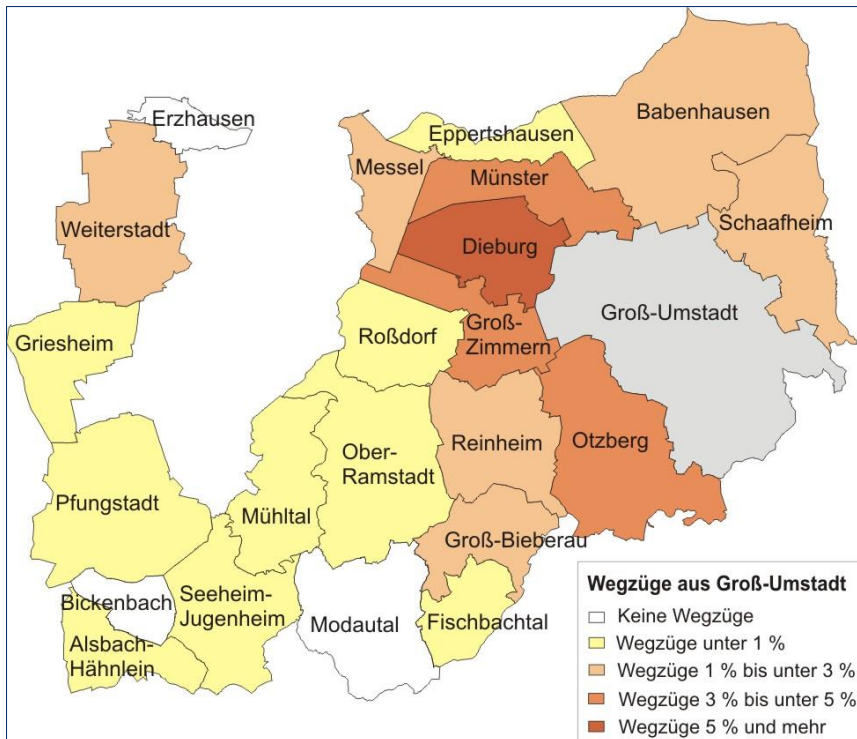 Erzhausen
Babenhausen
Eppertshausen
Messel
Münster
Weiterstadt
Schaafheim
Dieburg
Groß-Umstadt
Griesheim
Roßdorf
Groß-
Zimmern
Reinheim
Otzberg
Ober-
Ramstadt
Pfungstadt
Mühltal
Groß-Bieberau
Bickenbach
Seeheim-
Jugenheim
Modautal
Fischbachtal
Alsbach-
Hähnlein
Wegzüge aus Groß-Umstadt
Keine Wegzüge
Wegzüge unter 1 %
Wegzüge 1 % bis unter 3 %
Wegzüge 3 % bis unter 5 %
Wegzüge 5 % und mehr